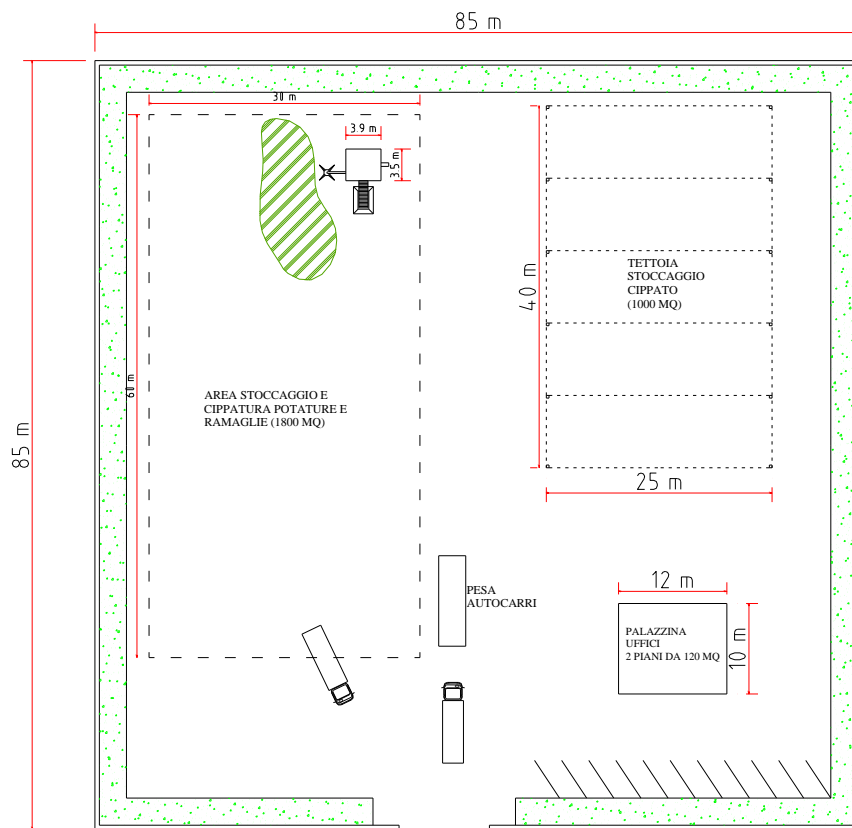 85 m
30 m
3.9 m
3.5 m
60 m
40 m
TETTOIA
STOCCAGGIO
CIPPATO
(1000 MQ)
AREA STOCCAGGIO E
CIPPATURA POTATURE E
RAMAGLIE (1800 MQ)
85 m
25 m
PESA
AUTOCARRI
12 m
PALAZZINA
UFFICI
2 PIANI DA 120 MQ
10 m